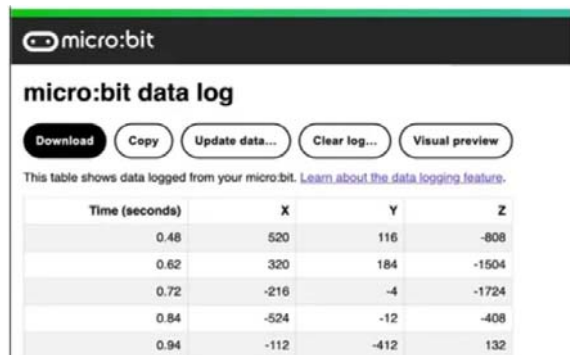 micro:bit
micro:bit data log
Download Copy Update data... Clear log... Visual preview
This table shows data logged from your micro:bit. Learn about the data logging feature.
Time (seconds) X Y Z
0.48 520 116 -808
0.62 320 184 -1504
0.72 -216 -4 -1724
0.84 -524 -12 -408
0.94 -112 -412 132